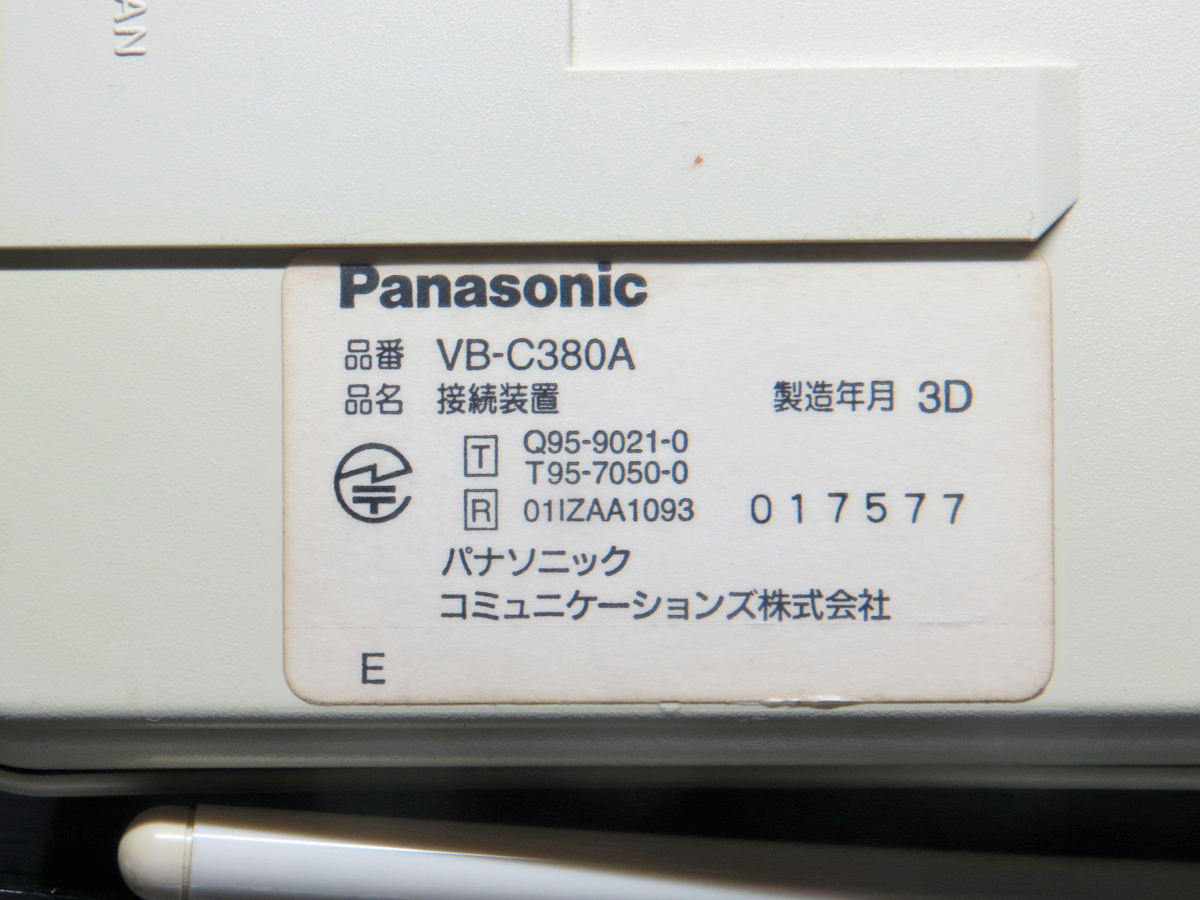 AN
Panasonic
品番 VB-C380A
品名 接続装置 製造年月 3D
T Q95-9021-0
T95-7050-0
R 01IZAA1093 017577
パナソニック
コミュニケーションズ株式会社
E